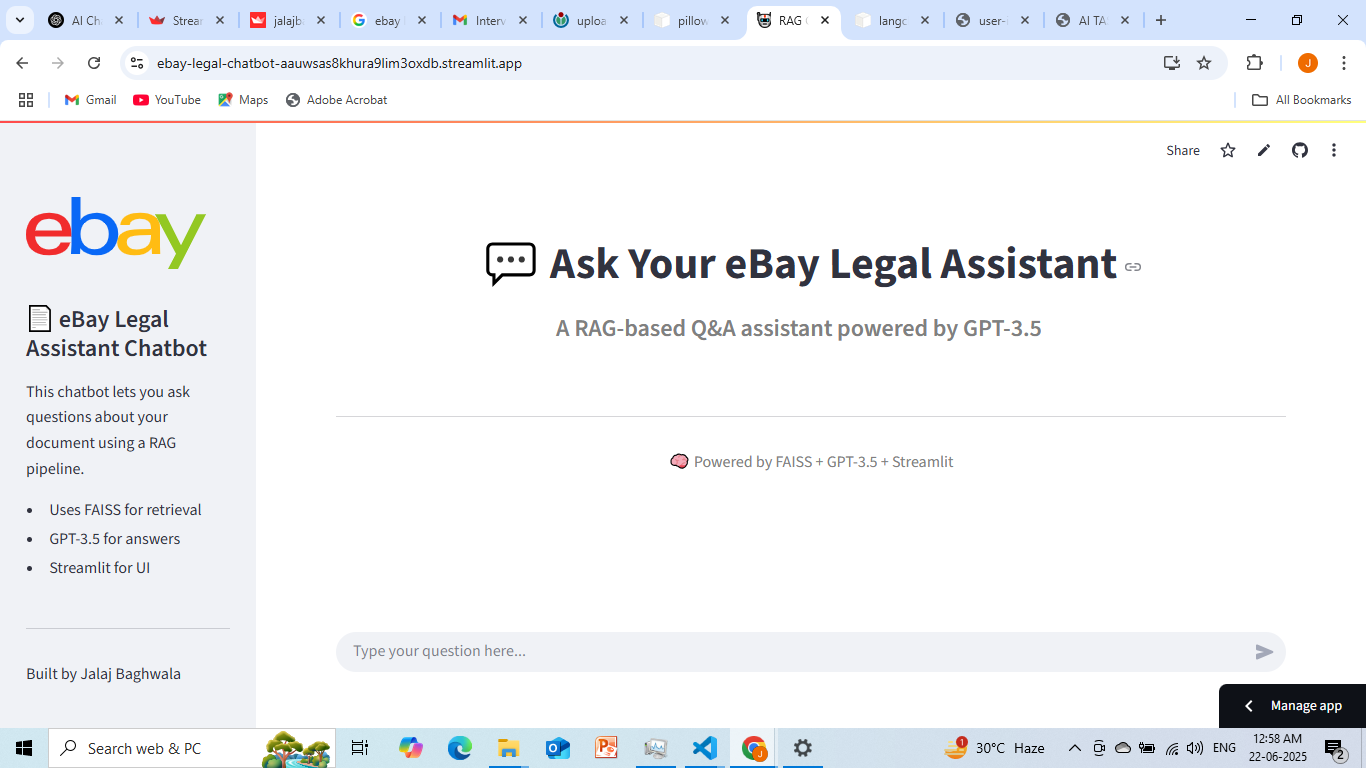 AI Ch
Strear
jalajb
ebay
Interv
uploa
pillow
RAG
langc
user-
AI TA
ebay-legal-chatbot-aauwsas8khura9lim3oxdb.streamlit.app
J
Gmail
YouTube
Maps
Adobe Acrobat
All Bookmarks
Share
ebay
eBay Legal
Assistant Chatbot
This chatbot lets you ask
questions about your
document using a RAG
pipeline.
• Uses FAISS for retrieval
• GPT-3.5 for answers
• Streamlit for UI
Built by Jalaj Baghwala
Ask Your eBay Legal Assistant
A RAG-based Q&A assistant powered by GPT-3.5
Powered by FAISS + GPT-3.5 + Streamlit
Type your question here...
Manage app
Search web & PC
1
30°C Haze
ENG
12:58 AM
22-06-2025
2